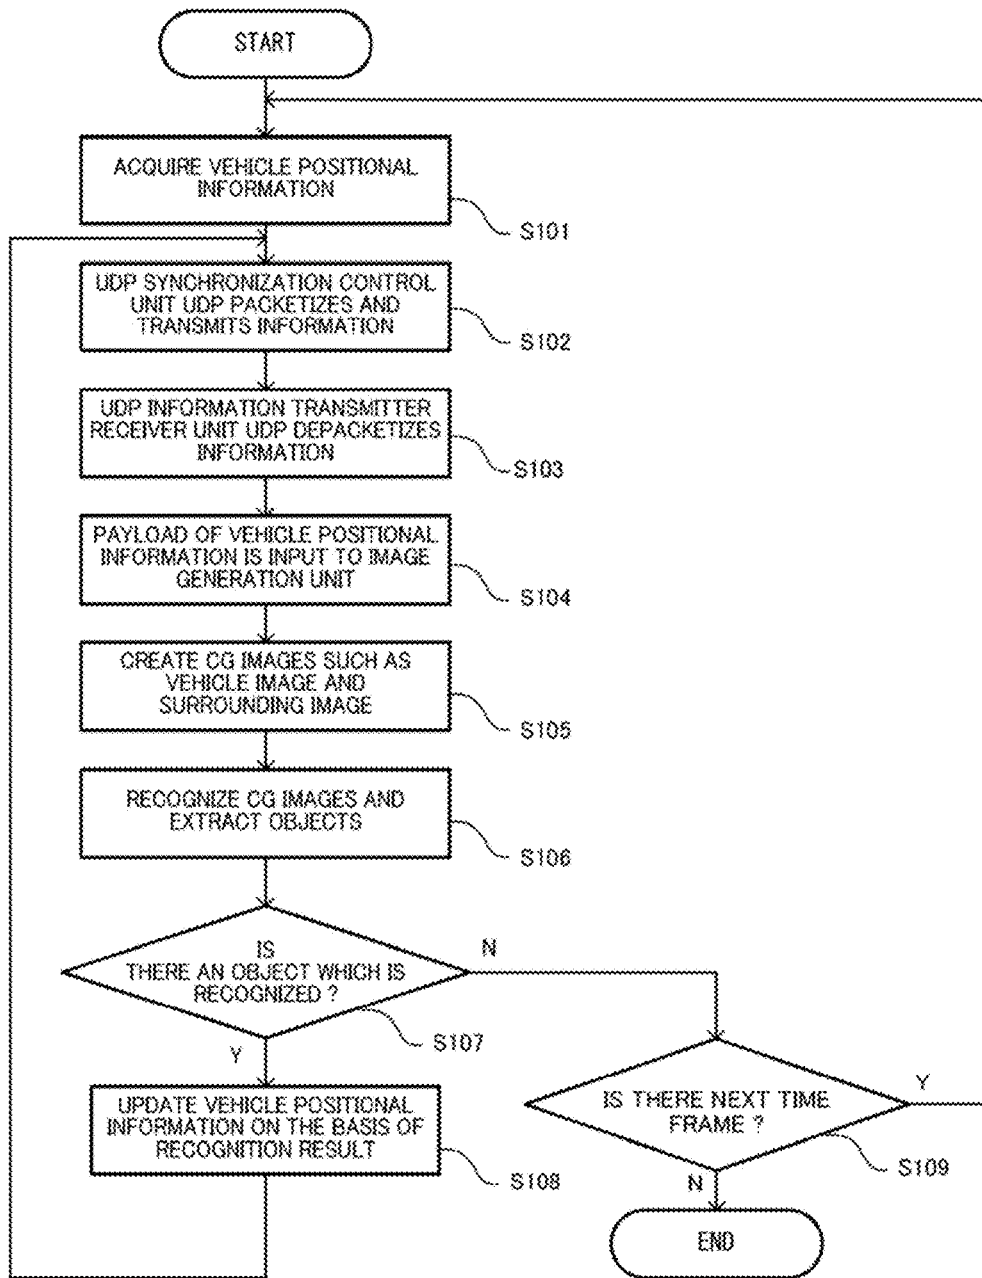 START
ACQUIRE VEHICLE POSITIONAL
INFORMATION
S101
UDP SYNCHRONIZATION CONTROL
UNIT UDP PACKETIZES AND
TRANSMITS INFORMATION
S102
UDP INFORMATION TRANSMITTER
RECEIVER UNIT UDP DEPACKETIZES
INFORMATION
S103
PAYLOAD OF VEHICLE POSITIONAL
INFORMATION IS INPUT TO IMAGE
GENERATION UNIT
S104
CREATE CG IMAGES SUCH AS
VEHICLE IMAGE AND
SURROUNDING IMAGE
S105
RECOGNIZE CG IMAGES AND
EXTRACT OBJECTS
S106
IS
THERE AN OBJECT WHICH IS
RECOGNIZED ?
N
S107
Y
UPDATE VEHICLE POSITIONAL
INFORMATION ON THE BASIS OF
RECOGNITION RESULT
S108
IS THERE NEXT TIME
FRAME ?
Y
S109
N
END